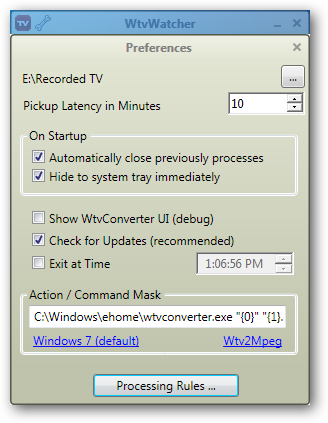 TV WtvWatcher
Preferences
E:\Recorded TV
...
Pickup Latency in Minutes 10
On Startup
Automatically close previously processes
Hide to system tray immediately
Show WtvConverter UI (debug)
Check for Updates (recommended)
Exit at Time 1:06:56 PM
Action / Command Mask
C:\Windows\ehome\wtvconverter.exe "{0}" "{1}.
Windows 7 (default) Wtv2Mpeg
Processing Rules ...